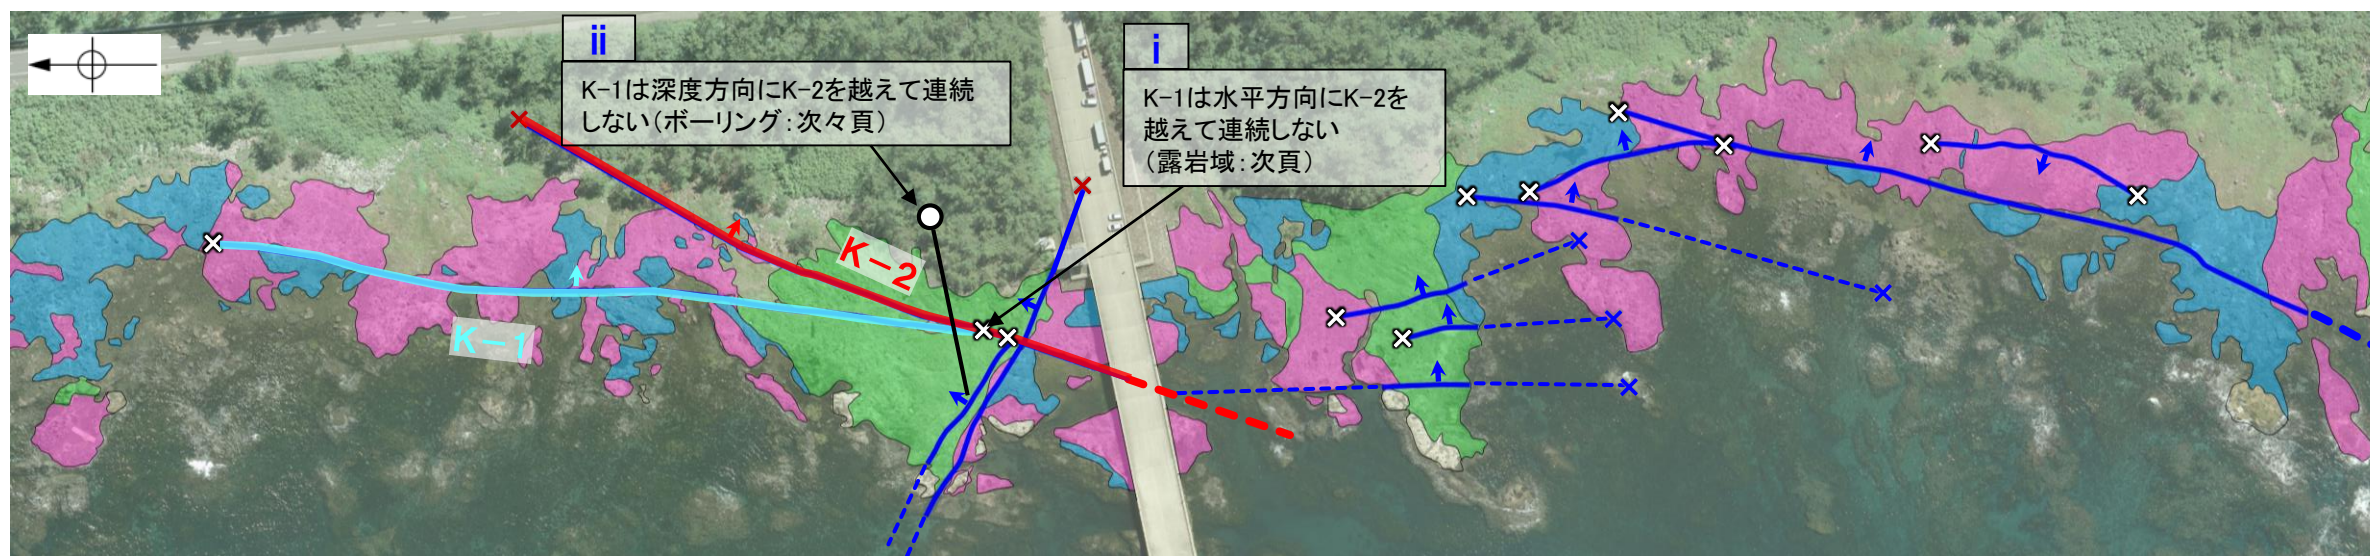 ii
K-1は深度方向にK-2を越えて連続
しない(ボーリング:次々頁)
i
K-1は水平方向にK-2を
越えて連続しない
(露岩域:次頁)
K-2
K-1